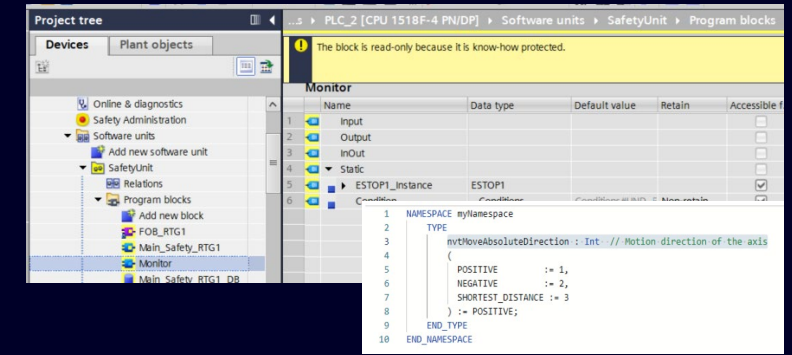 Project tree
...s ▸ PLC_2 [CPU 1518F-4 PN/DP] ▸ Software units ▸ SafetyUnit ▸ Program blocks
Devices Plant objects
The block is read-only because it is know-how protected.
Online & diagnostics
Safety Administration
Software units
Add new software unit
SafetyUnit
Relations
Program blocks
Add new block
FOB_RTG1
Main_Safety_RTG1
Monitor
Main_Safety_RTG1_DB
Monitor
Name Data type Default value Retain Accessible f
1 Input
2 Output
3 InOut
4 Static
5 ESTOP1_Instance ESTOP1
6 Condition Conditions Non-retain
1 NAMESPACE myNamespace
2 TYPE
3 nvtMoveAbsoluteDirection : Int // Motion direction of the axis
4 (
5 POSITIVE := 1,
6 NEGATIVE := 2,
7 SHORTEST_DISTANCE := 3
8 ) := POSITIVE;
9 END_TYPE
10 END_NAMESPACE